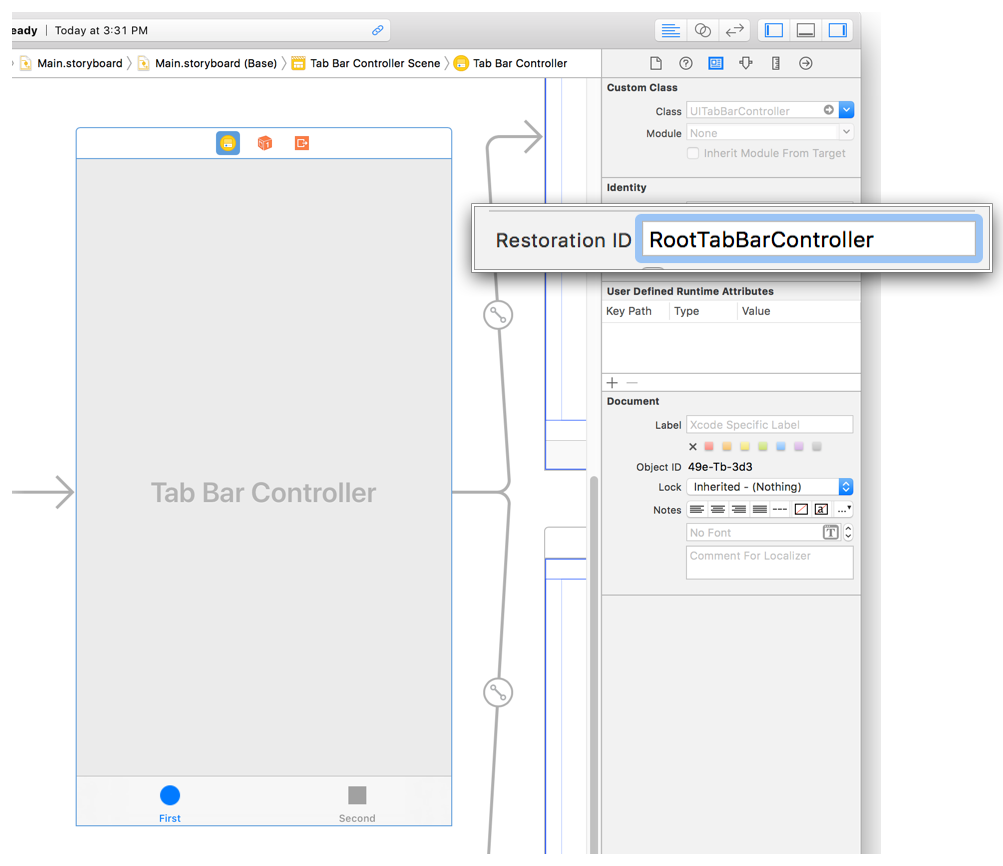 eady | Today at 3:31 PM
Main.storyboard
Main.storyboard (Base)
Tab Bar Controller Scene
Tab Bar Controller
Custom Class
Class UITabBarController
Module None
Inherit Module From Target
Identity
Restoration ID RootTabBarController
User Defined Runtime Attributes
Key Path Type Value
Document
Label Xcode Specific Label
Object ID 49e-Tb-3d3
Lock Inherited - (Nothing)
Notes
No Font
Comment For Localizer
Tab Bar Controller
First
Second